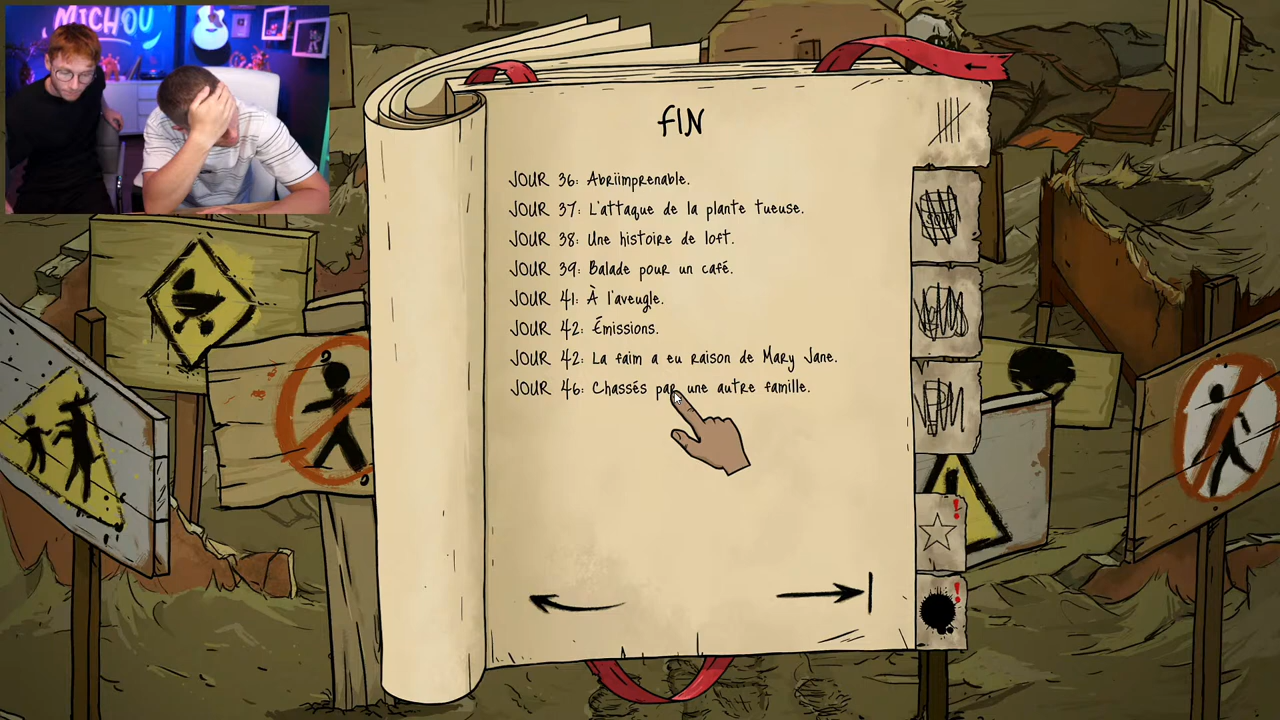 MICHOU
FIN
JOUR 36: Abriimprenable.
JOUR 37: L'attaque de la plante tueuse.
JOUR 38: Une histoire de loft.
JOUR 39: Balade pour un café.
JOUR 41: À l'aveugle.
JOUR 42: Émissions.
JOUR 42: La faim a eu raison de Mary Jane.
JOUR 46: Chassés par une autre famille.